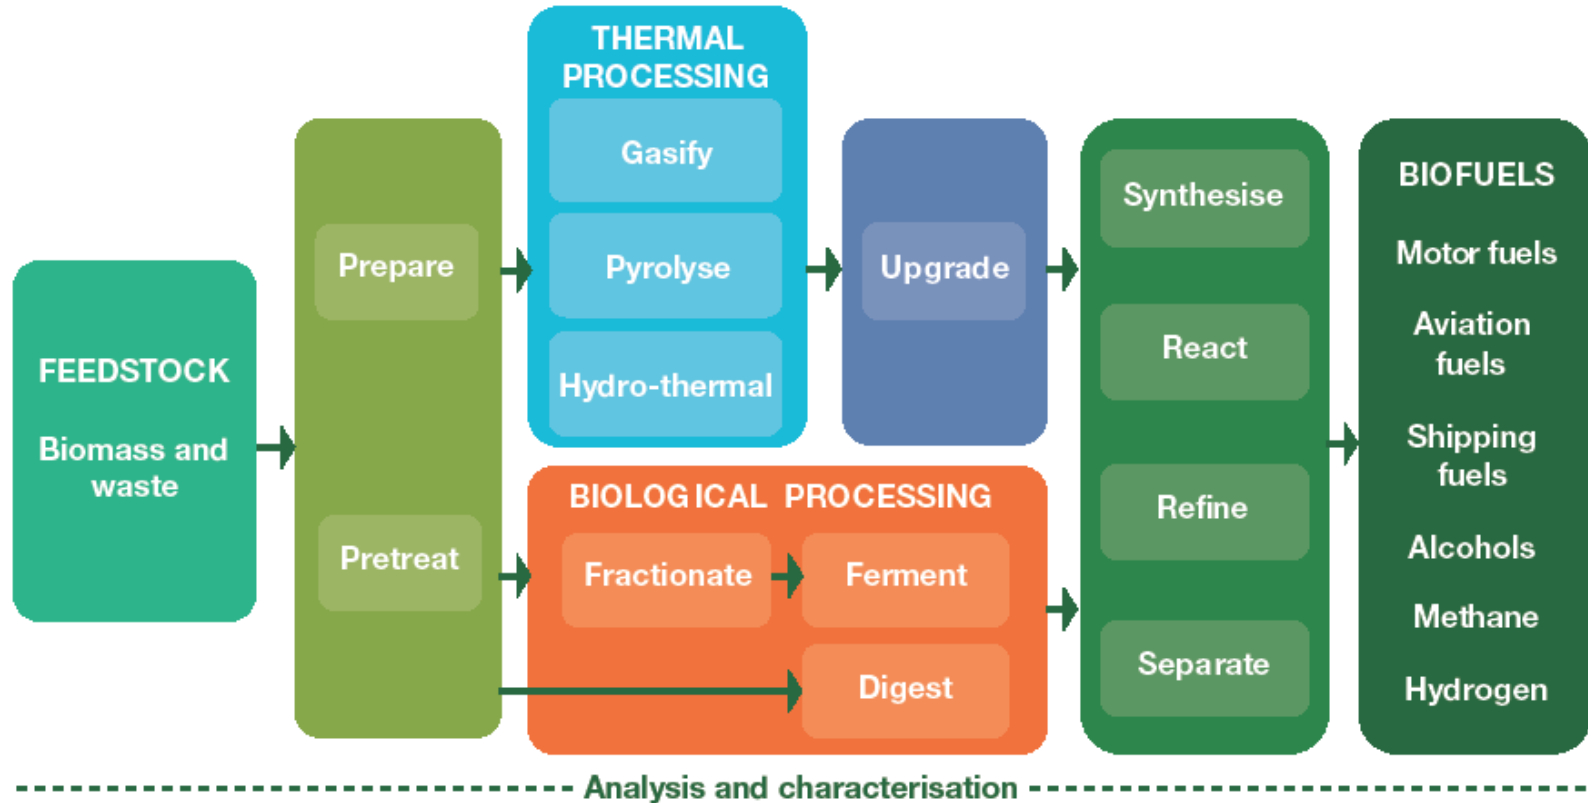 FEEDSTOCK
Biomass and
waste
Prepare
Pretreat
THERMAL
PROCESSING
Gasify
Pyrolyse
Hydro-thermal
Upgrade
BIOLOGICAL PROCESSING
Fractionate
Ferment
Digest
Synthesise
React
Refine
Separate
BIOFUELS
Motor fuels
Aviation
fuels
Shipping
fuels
Alcohols
Methane
Hydrogen
Analysis and characterisation